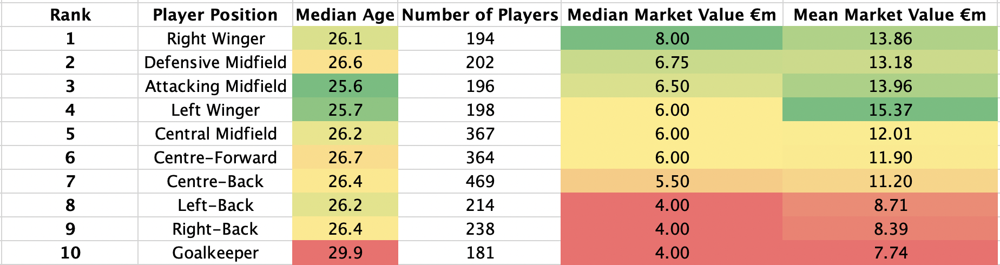 Rank Player Position Median Age Number of Players Median Market Value €m Mean Market Value €m
1 Right Winger 26.1 194 8.00 13.86
2 Defensive Midfield 26.6 202 6.75 13.18
3 Attacking Midfield 25.6 196 6.50 13.96
4 Left Winger 25.7 198 6.00 15.37
5 Central Midfield 26.2 367 6.00 12.01
6 Centre-Forward 26.7 364 6.00 11.90
7 Centre-Back 26.4 469 5.50 11.20
8 Left-Back 26.2 214 4.00 8.71
9 Right-Back 26.4 238 4.00 8.39
10 Goalkeeper 29.9 181 4.00 7.74